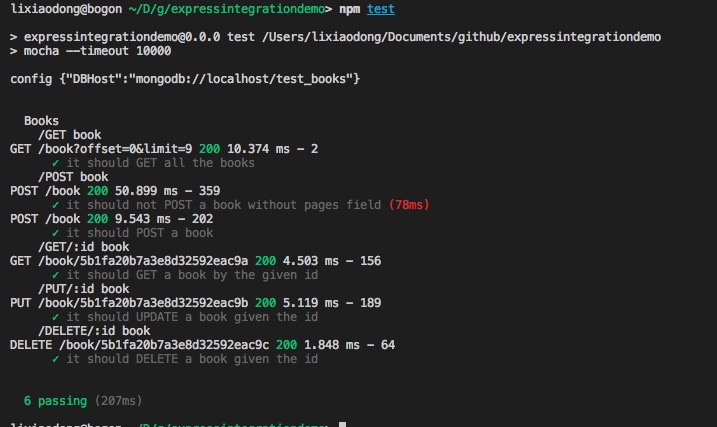 lixiaodong@bogon ~/D/g/expressintegrationdemo> npm test
> expressintegrationdemo@0.0.0 test /Users/lixiaodong/Documents/github/expressintegrationdemo
> mocha --timeout 10000
config {"DBHost":"mongodb://localhost/test_books"}
Books
/GET book
GET /book?offset=0&limit=9 200 10.374 ms - 2
✓ it should GET all the books
/POST book
POST /book 200 50.899 ms - 359
✓ it should not POST a book without pages field (78ms)
POST /book 200 9.543 ms - 202
✓ it should POST a book
/GET/:id book
GET /book/5b1fa20b7a3e8d32592eac9a 200 4.503 ms - 156
✓ it should GET a book by the given id
/PUT/:id book
PUT /book/5b1fa20b7a3e8d32592eac9b 200 5.119 ms - 189
✓ it should UPDATE a book given the id
/DELETE/:id book
DELETE /book/5b1fa20b7a3e8d32592eac9c 200 1.848 ms - 64
✓ it should DELETE a book given the id
6 passing (207ms)
lixiaodong@bogon ~/D/g/expressintegrationdemo>